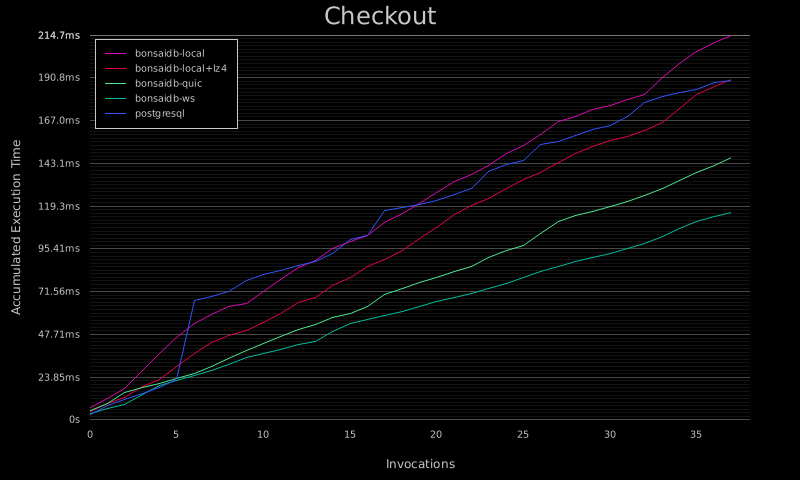 Checkout
214.7ms
190.8ms
167.0ms
143.1ms
119.3ms
95.41ms
71.56ms
47.71ms
23.85ms
0s
bonsaidb-local
bonsaidb-local+lz4
bonsaidb-quic
bonsaidb-ws
postgresql
Accumulated Execution Time
0 5 10 15 20 25 30 35
Invocations